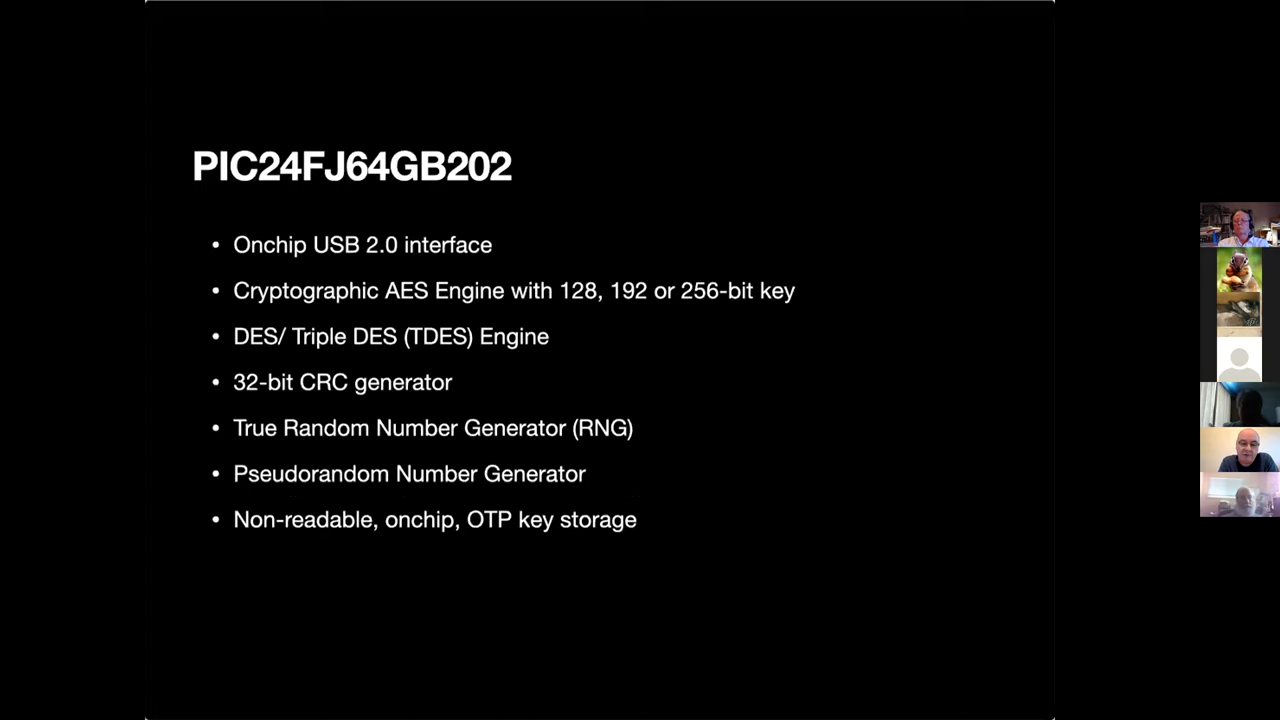 PIC24FJ64GB202
• Onchip USB 2.0 interface
• Cryptographic AES Engine with 128, 192 or 256-bit key
• DES/ Triple DES (TDES) Engine
• 32-bit CRC generator
• True Random Number Generator (RNG)
• Pseudorandom Number Generator
• Non-readable, onchip, OTP key storage